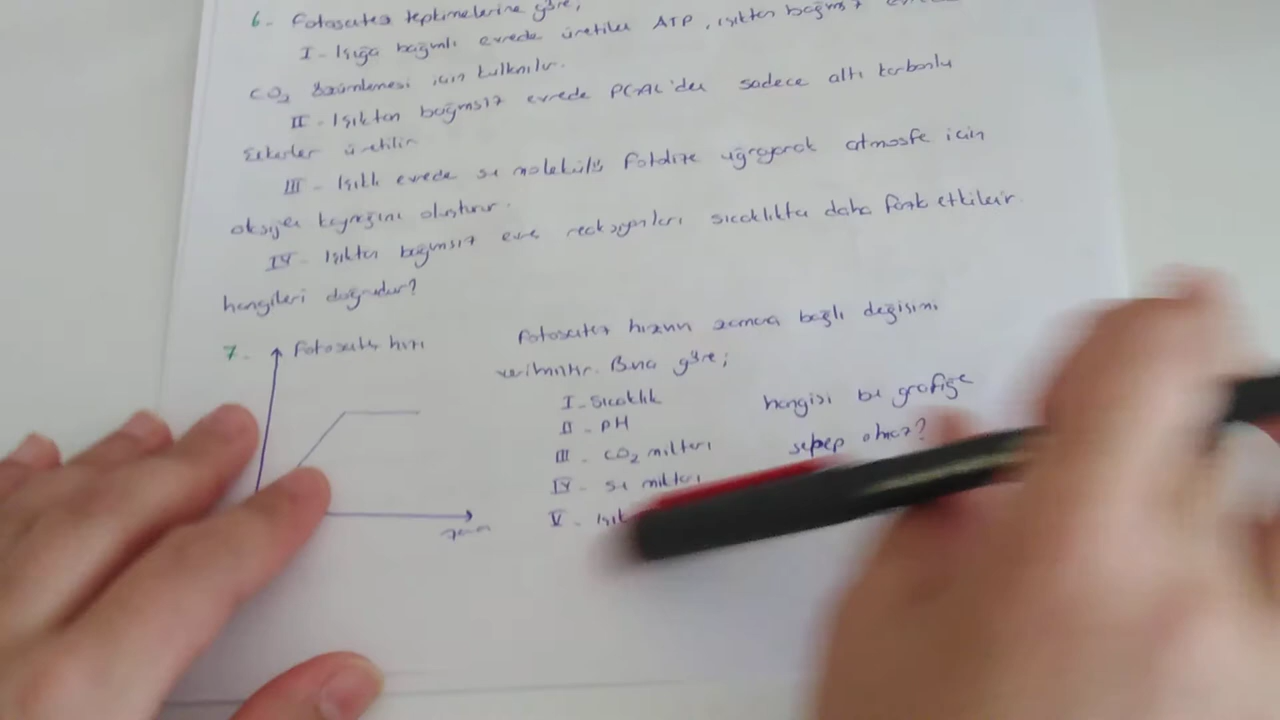 6. Fotosentez tepkimelerine göre,
I - Işığa bağımlı evrede üretilen ATP, ışıktan bağımsız
CO2 özümlemesi için kullanılır.
II - Işıktan bağımsız evrede PGAL'den sadece altı karbonlu
şekerler üretilir
III - Işıklı evrede su molekülü fotolize uğrayarak atmosfer için
oksijen kaynağını oluşturur.
IV - Işıktan bağımsız evre reaksiyonları sıcaklıktan daha fazla etkilenir.
hangileri doğrudur?
7. Fotosentez hızı
zaman
Fotosentez hızının zamana bağlı değişimi
verilmiştir. Buna göre;
I - Sıcaklık
II - PH
III - CO2 miktarı
IV - Su miktarı
V - Işık
hangisi bu grafiğe
sebep olmaz?